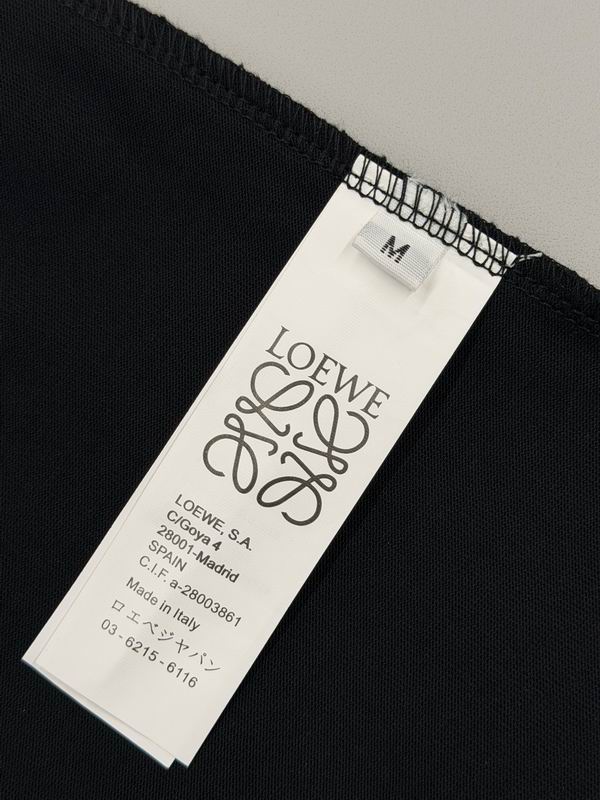 M
LOEWE
LOEWE, S.A.
C/Goya 4
28001-Madrid
SPAIN
C.I.F. a-28003861
Made in Italy
ロエベジヤパン
03-6215-6116